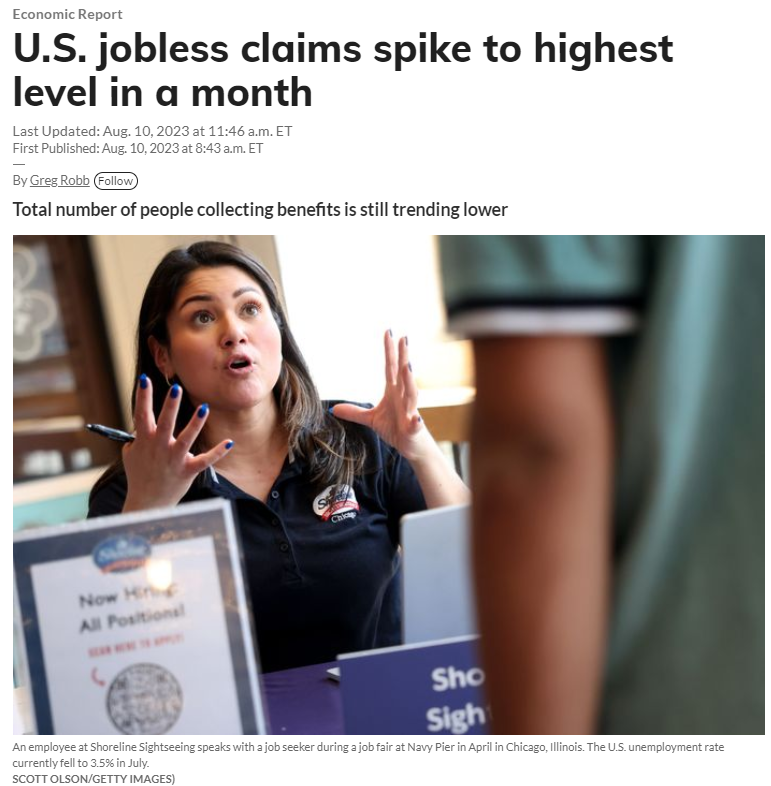 Economic Report
U.S. jobless claims spike to highest
level in a month
Last Updated: Aug. 10, 2023 at 11:46 a.m. ET
First Published: Aug. 10, 2023 at 8:43 a.m. ET
—
By Greg Robb Follow
Total number of people collecting benefits is still trending lower
Shoreline
Chicago
Shoreline
Now Hiring:
All Positions!
SCAN HERE TO APPLY!
Sho
Sigh
An employee at Shoreline Sightseeing speaks with a job seeker during a job fair at Navy Pier in April in Chicago, Illinois. The U.S. unemployment rate
currently fell to 3.5% in July.
SCOTT OLSON/GETTY IMAGES)